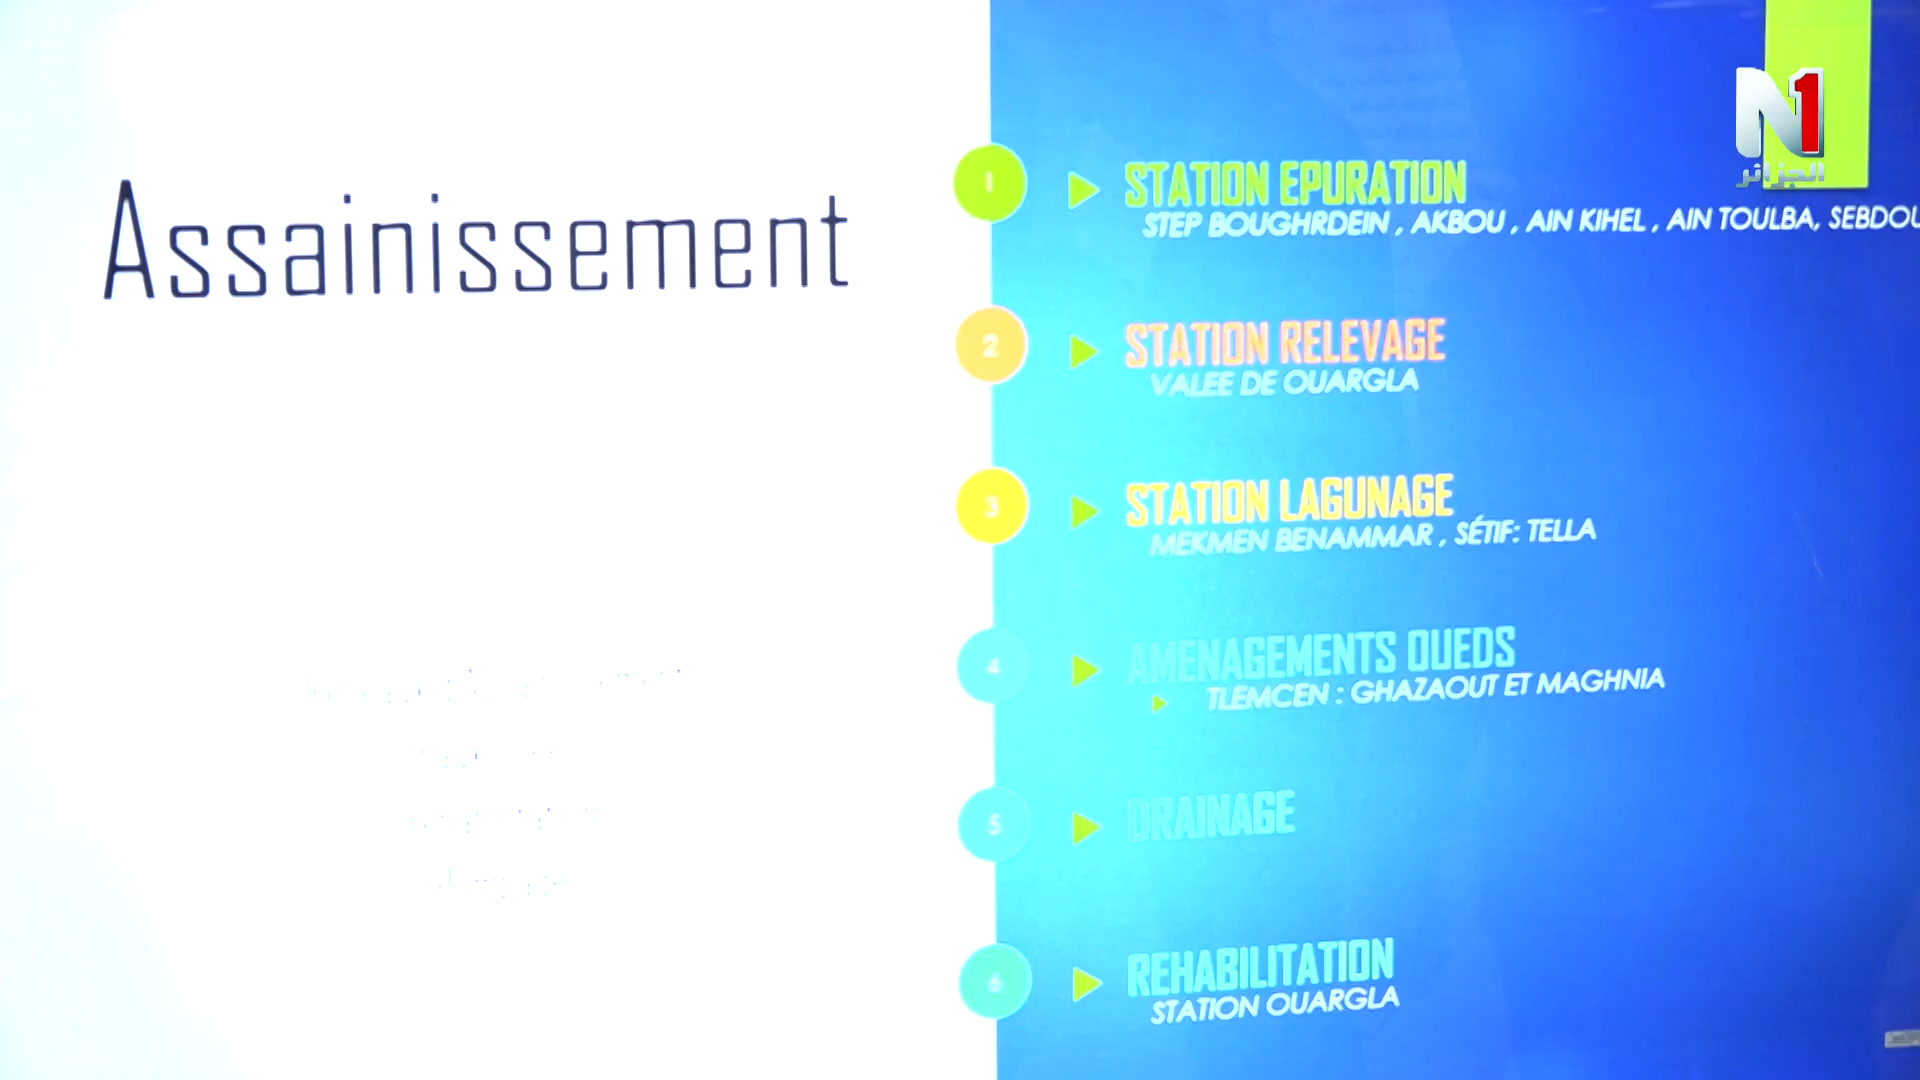 N1
الجزائر
Assainissement
1
STATION EPURATION
STEP BOUGHRDEIN , AKBOU , AIN KIHEL , AIN TOULBA, SEBDOU
2
STATION RELEVAGE
VALEE DE OUARGLA
3
STATION LAGUNAGE
MEKMEN BENAMMAR , SÉTIF: TELLA
4
AMENAGEMENTS OUEDS
TLEMCEN : GHAZAOUT ET MAGHNIA
5
DRAINAGE
6
REHABILITATION
STATION OUARGLA